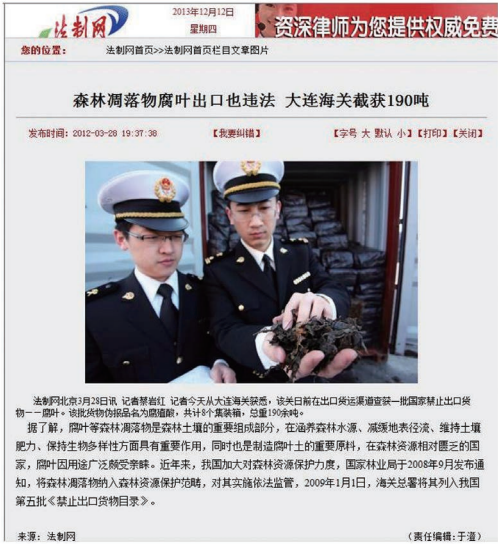 法制网
2013年12月12日
星期四
资深律师为您提供权威免费
您的位置： 法制网首页>>法制网首页栏目文章图片
森林凋落物腐叶出口也违法 大连海关截获190吨
发布时间：2012-03-28 19:37:38 【我要纠错】 【字号 大 默认 小】【打印】【关闭】
法制网北京3月28日讯 记者蔡岩红 记者今天从大连海关获悉，该关日前在出口货运渠道查获一批国家禁止出口货
物——腐叶。该批货物伪报品名为腐殖酸，共计8个集装箱，总重190余吨。
据了解，腐叶等森林凋落物是森林土壤的重要组成部分，在涵养森林水源、减缓地表径流、维持土壤
肥力、保持生物多样性方面具有重要作用，同时也是制造腐叶土的重要原料，在森林资源相对匮乏的国
家，腐叶因用途广泛颇受亲睐。近年来，我国加大对森林资源保护力度，国家林业局于2008年9月发布通
知，将森林凋落物纳入森林资源保护范畴，对其实施依法监管，2009年1月1日，海关总署将其列入我国
第五批《禁止出口货物目录》。
来源：法制网 （责任编辑：于澄）